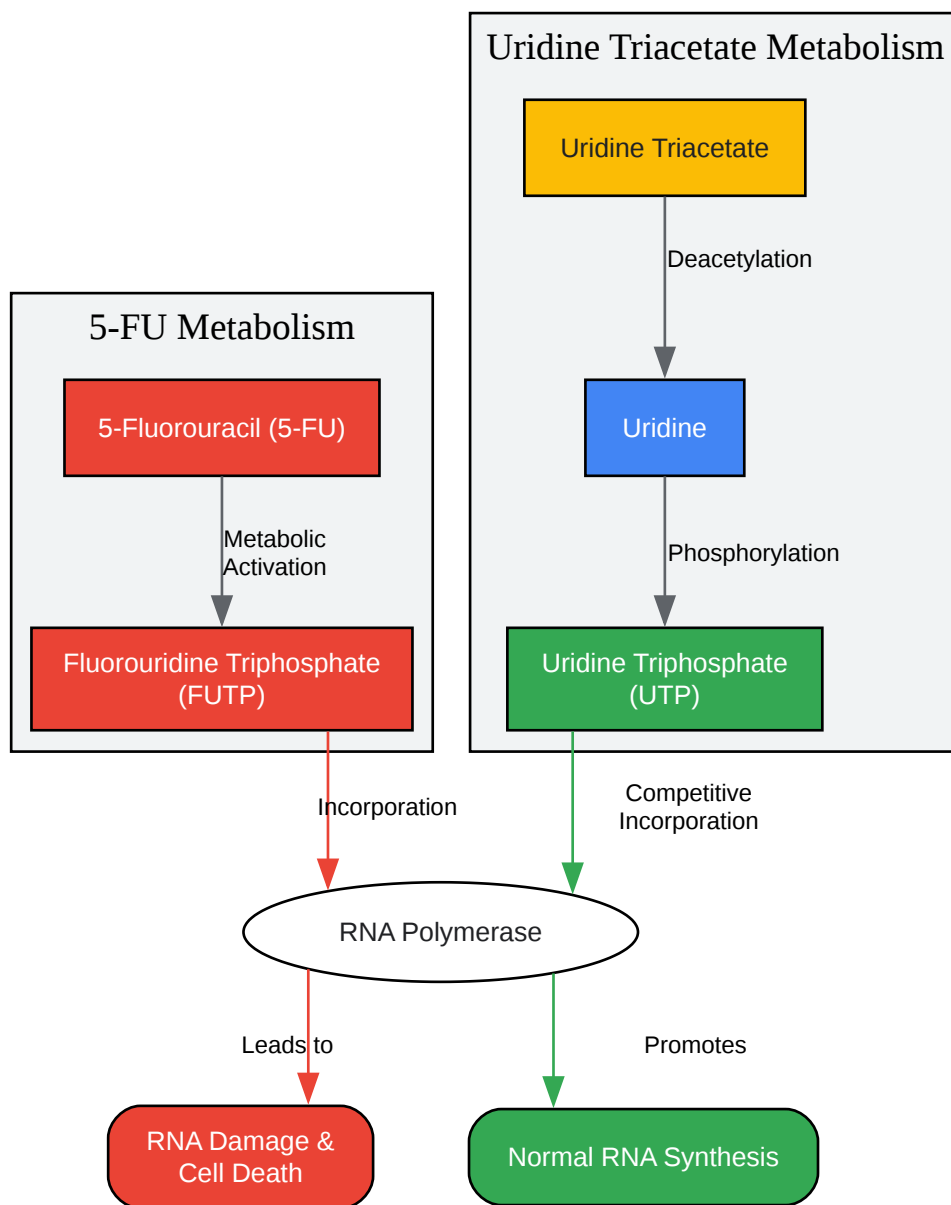 Uridine Triacetate Metabolism
Uridine Triacetate
Deacetylation
5-FU Metabolism
5-Fluorouracil (5-FU)
Uridine
Metabolic
Activation
Phosphorylation
Fluorouridine Triphosphate
(FUTP)
Uridine Triphosphate
(UTP)
Incorporation
Competitive
Incorporation
RNA Polymerase
Leads to
Promotes
RNA Damage &
Cell Death
Normal RNA Synthesis